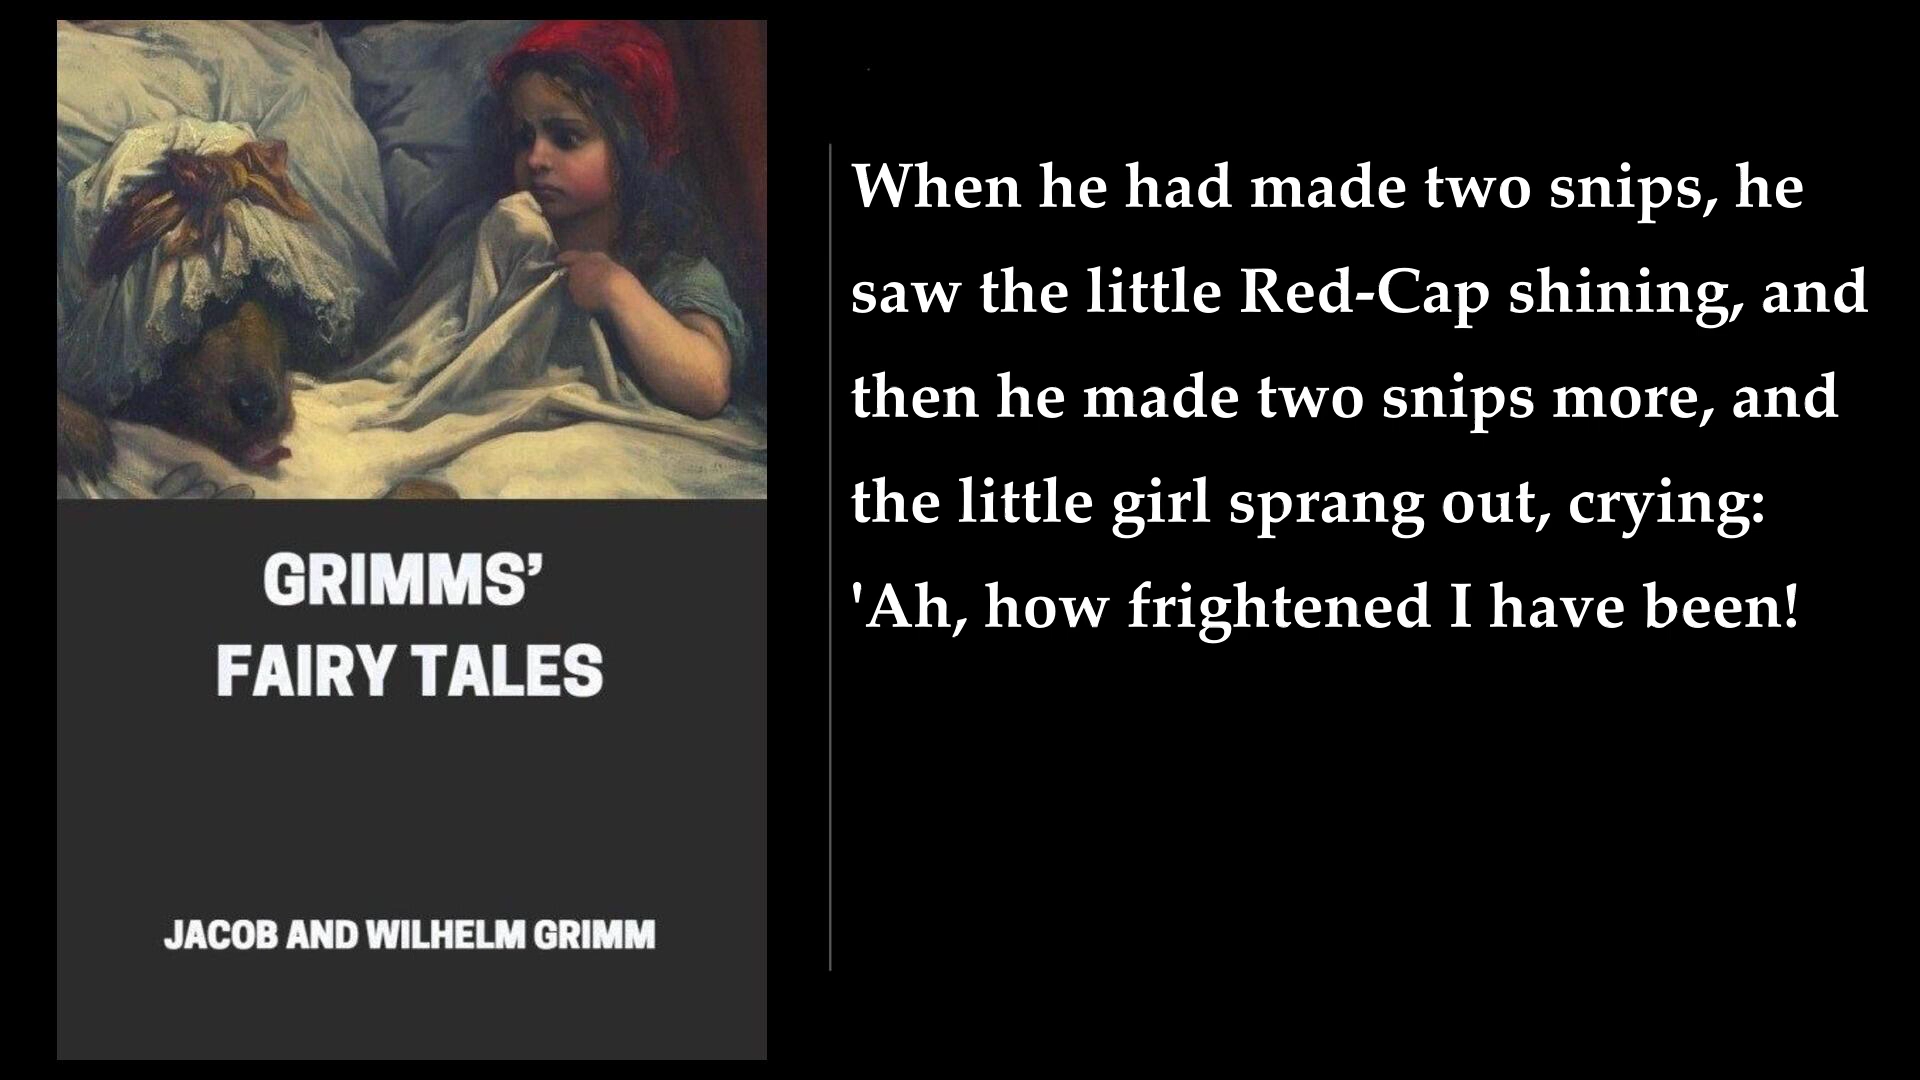 GRIMMS’
FAIRY TALES
JACOB AND WILHELM GRIMM
When he had made two snips, he
saw the little Red-Cap shining, and
then he made two snips more, and
the little girl sprang out, crying:
'Ah, how frightened I have been!